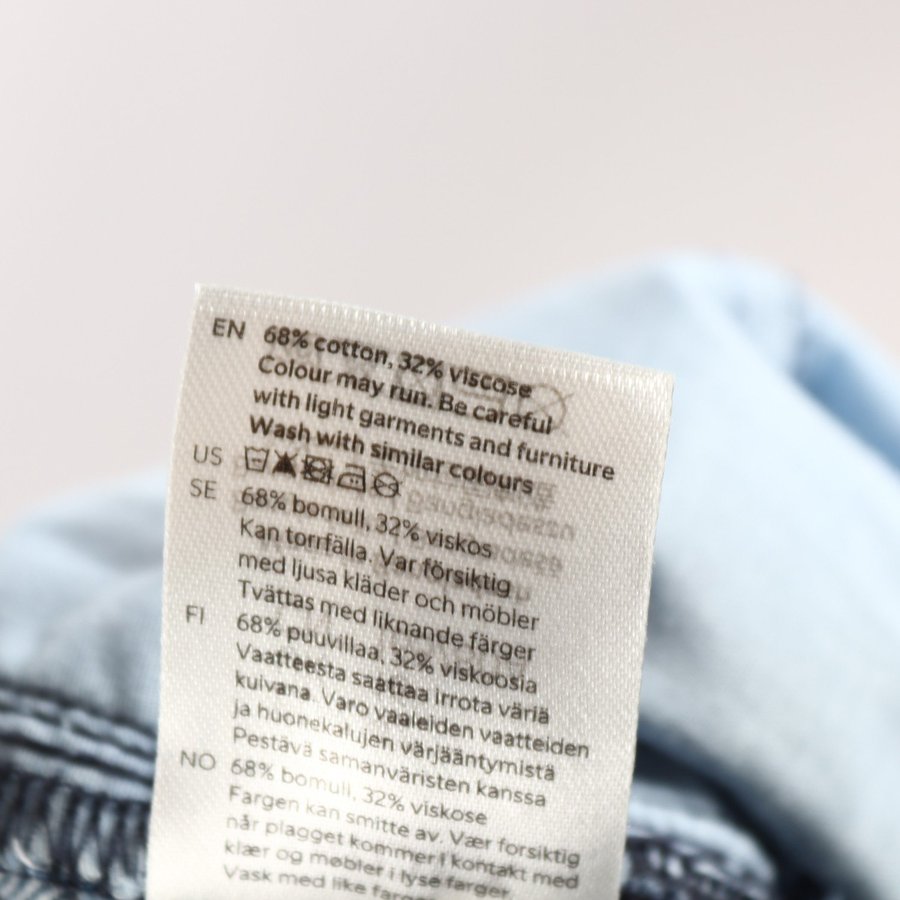 EN 68% cotton, 32% viscose
Colour may run. Be careful
with light garments and furniture
Wash with similar colours
US
SE 68% bomull, 32% viskos
Kan torrfälla. Var försiktig
med ljusa kläder och möbler
Tvättas med liknande färger
FI 68% puuvillaa, 32% viskoosia
Vaatteesta saattaa irrota väriä
kuivana. Varo vaaleiden vaatteiden
ja huonekalujen värjääntymistä
Pestävä samanväristen kanssa
NO 68% bomull, 32% viskose
Fargen kan smitte av. Vær forsiktig
når plagget kommer i kontakt med
klær og møbler i lyse farger.
Vask med like